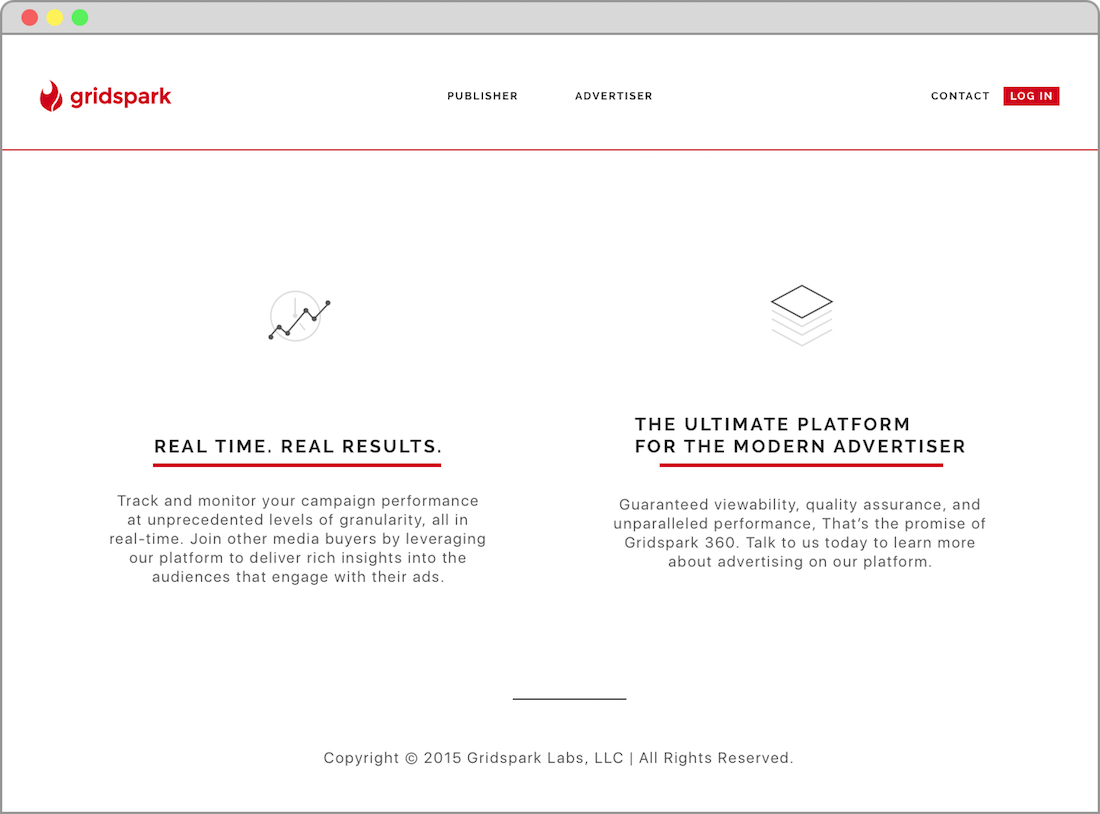 gridspark
PUBLISHER
ADVERTISER
CONTACT
LOG IN
REAL TIME. REAL RESULTS.
Track and monitor your campaign performance
at unprecedented levels of granularity, all in
real-time. Join other media buyers by leveraging
our platform to deliver rich insights into the
audiences that engage with their ads.
THE ULTIMATE PLATFORM
FOR THE MODERN ADVERTISER
Guaranteed viewability, quality assurance, and
unparalleled performance, That's the promise of
Gridspark 360. Talk to us today to learn more
about advertising on our platform.
Copyright © 2015 Gridspark Labs, LLC | All Rights Reserved.